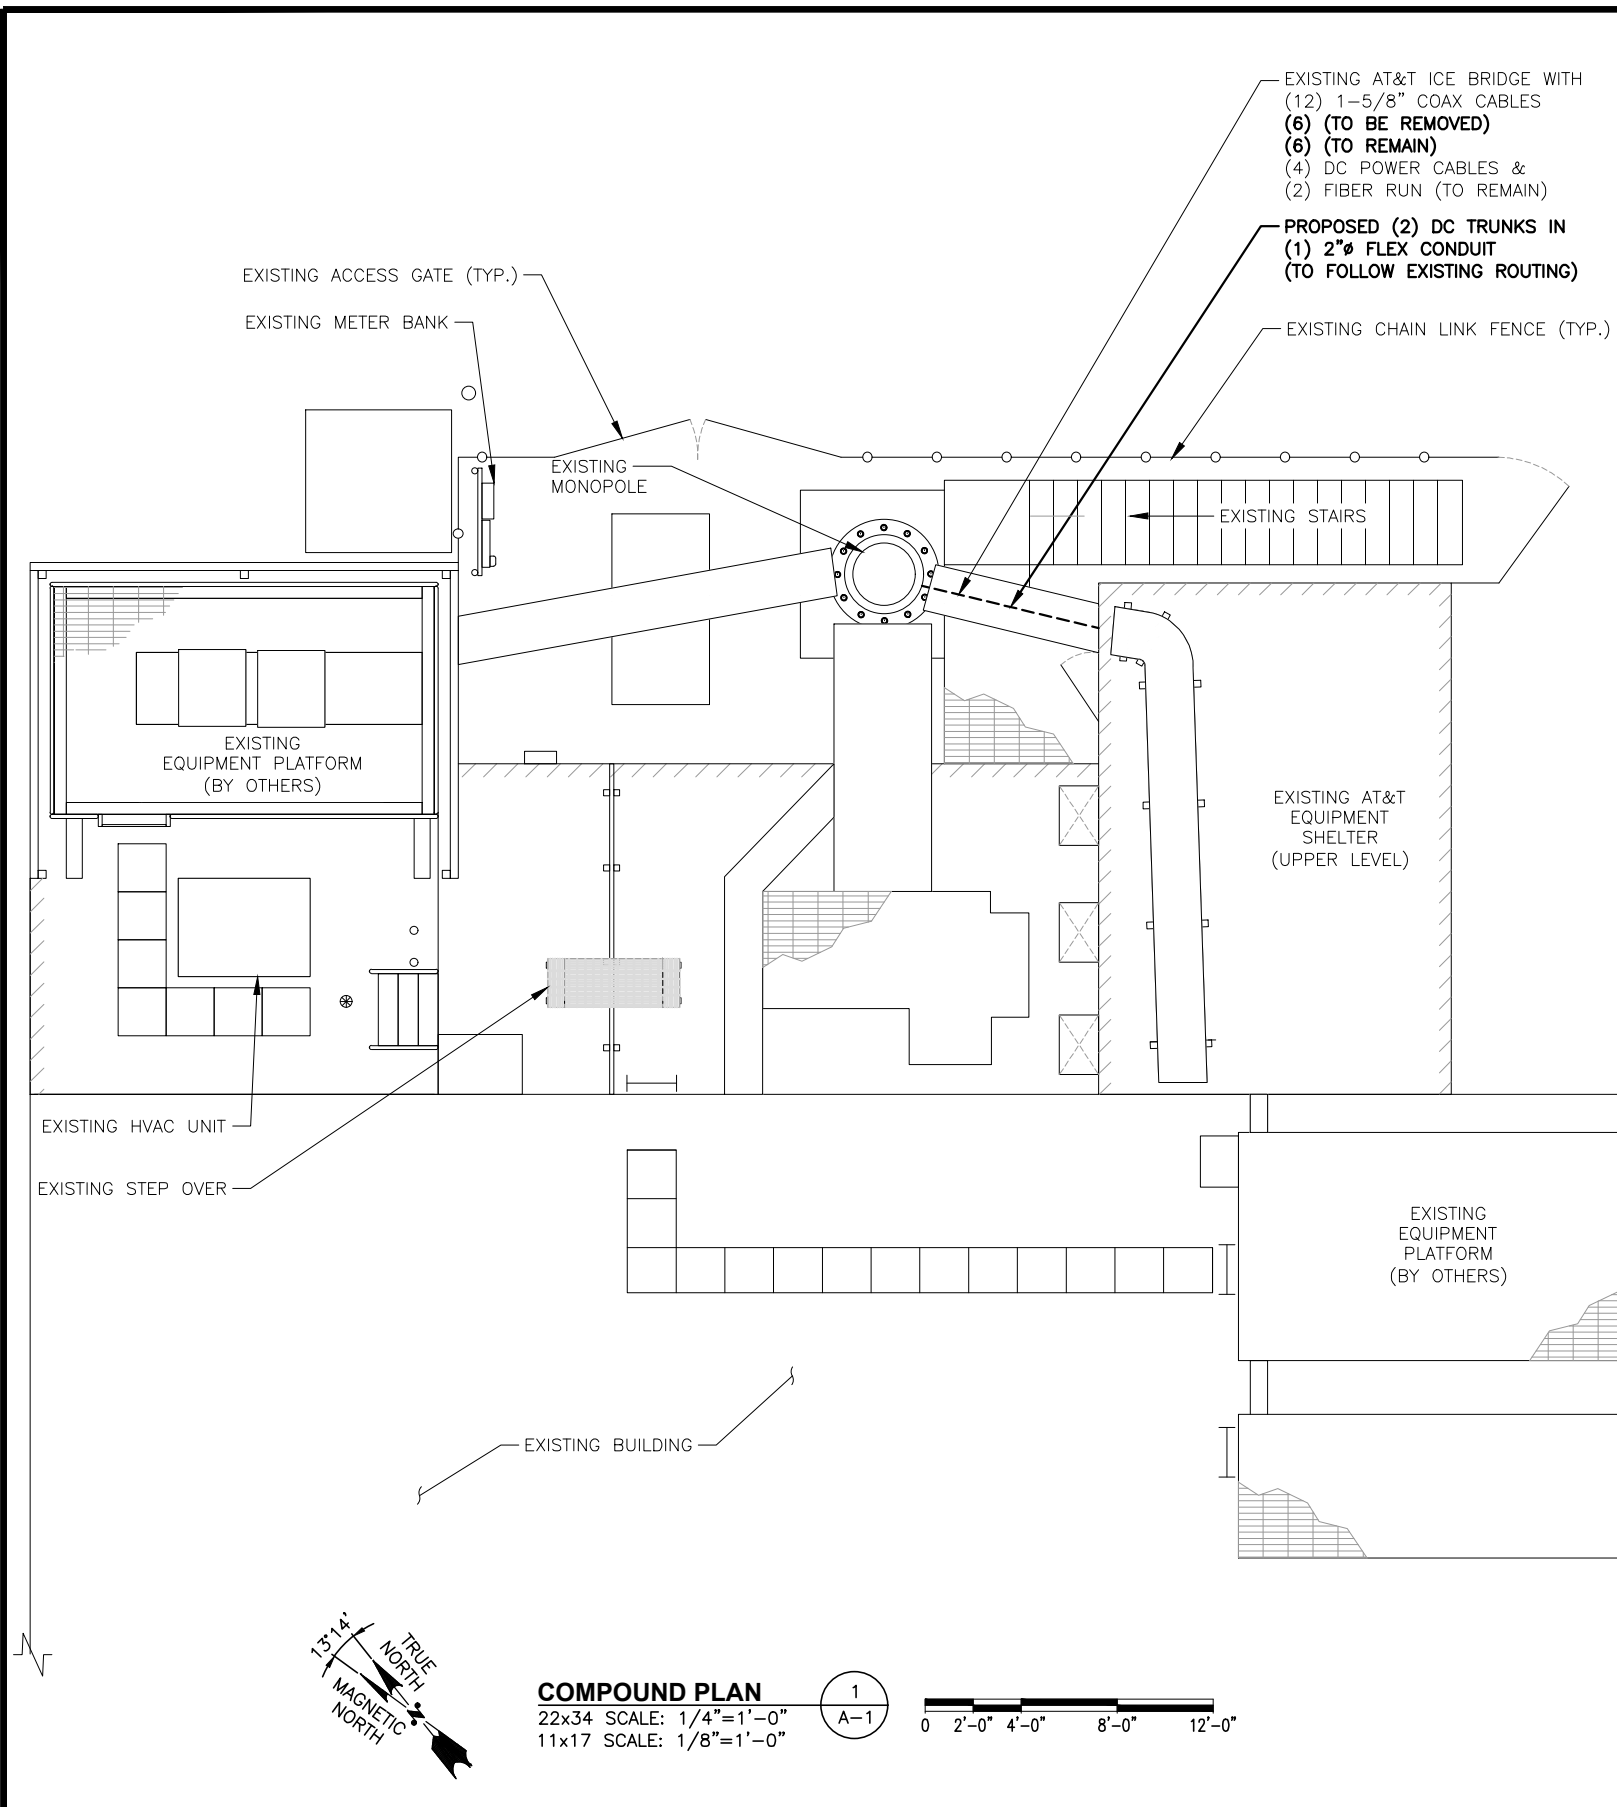 EXISTING AT&T ICE BRIDGE WITH
(12) 1-5/8" COAX CABLES
(6) (TO BE REMOVED)
(6) (TO REMAIN)
(4) DC POWER CABLES &
(2) FIBER RUN (TO REMAIN)
PROPOSED (2) DC TRUNKS IN
(1) 2"ø FLEX CONDUIT
(TO FOLLOW EXISTING ROUTING)
EXISTING ACCESS GATE (TYP.)
EXISTING METER BANK
EXISTING CHAIN LINK FENCE (TYP.)
EXISTING
MONOPOLE
EXISTING STAIRS
EXISTING
EQUIPMENT PLATFORM
(BY OTHERS)
EXISTING AT&T
EQUIPMENT
SHELTER
(UPPER LEVEL)
EXISTING HVAC UNIT
EXISTING STEP OVER
EXISTING
EQUIPMENT
PLATFORM
(BY OTHERS)
EXISTING BUILDING
13°14'
TRUE
NORTH
MAGNETIC
NORTH
N
COMPOUND PLAN
22x34 SCALE: 1/4"=1'-0"
11x17 SCALE: 1/8"=1'-0"
1
A-1
0 2'-0" 4'-0" 8'-0" 12'-0"